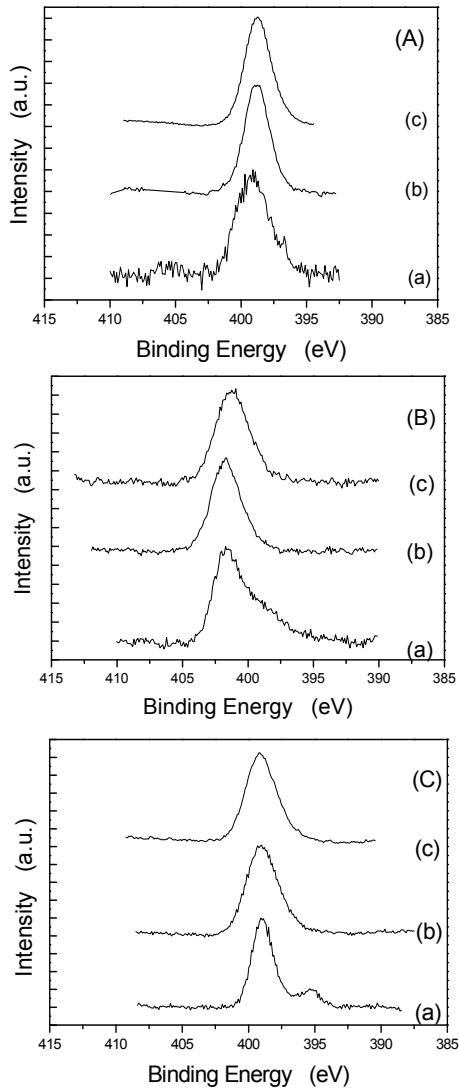 (A)
(c)
(b)
(a)
Intensity (a.u.)
415 410 405 400 395 390 385
Binding Energy (eV)
(B)
(c)
(b)
(a)
Intensity (a.u.)
415 410 405 400 395 390 385
Binding Energy (eV)
(C)
(c)
(b)
(a)
Intensity (a.u.)
415 410 405 400 395 390 385
Binding Energy (eV)